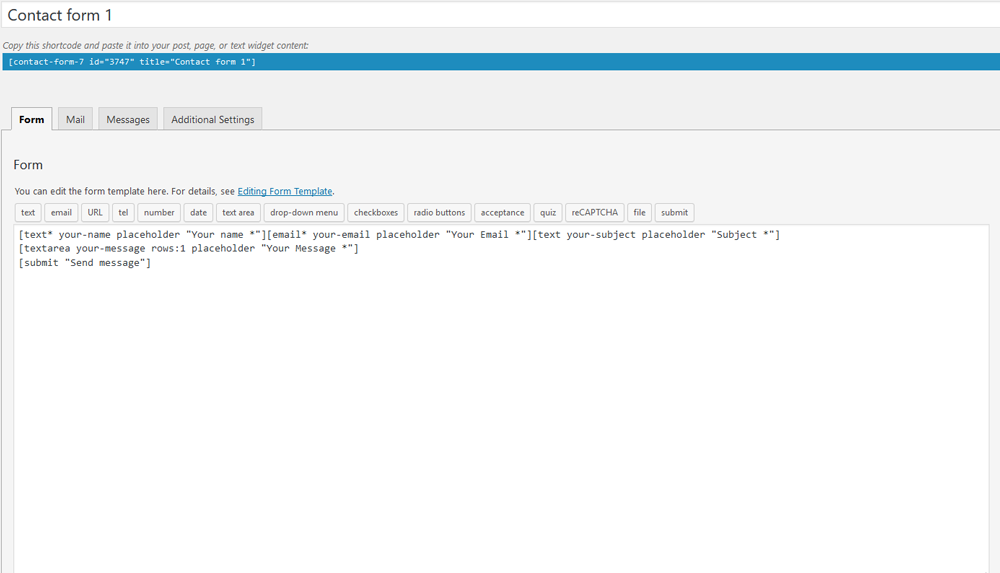 Contact form 1
Copy this shortcode and paste it into your post, page, or text widget content:
[contact-form-7 id="3747" title="Contact form 1"]
Form Mail Messages Additional Settings
Form
You can edit the form template here. For details, see Editing Form Template.
text email URL tel number date text area drop-down menu checkboxes radio buttons acceptance quiz reCAPTCHA file submit
[text* your-name placeholder "Your name *"][email* your-email placeholder "Your Email *"][text your-subject placeholder "Subject *"]
[textarea your-message rows:1 placeholder "Your Message *"]
[submit "Send message"]